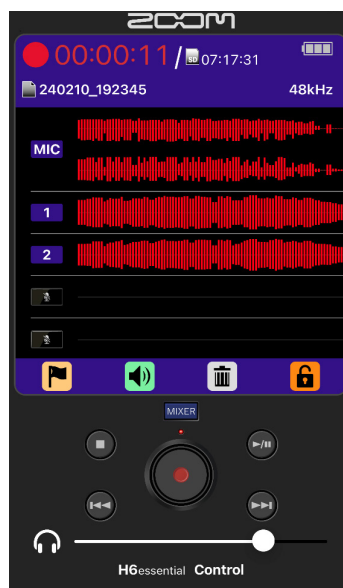 ZOOM
00:00:11/SD 07:17:31
240210_192345 48kHz
MIC
1
2
MIXER
H6essential Control